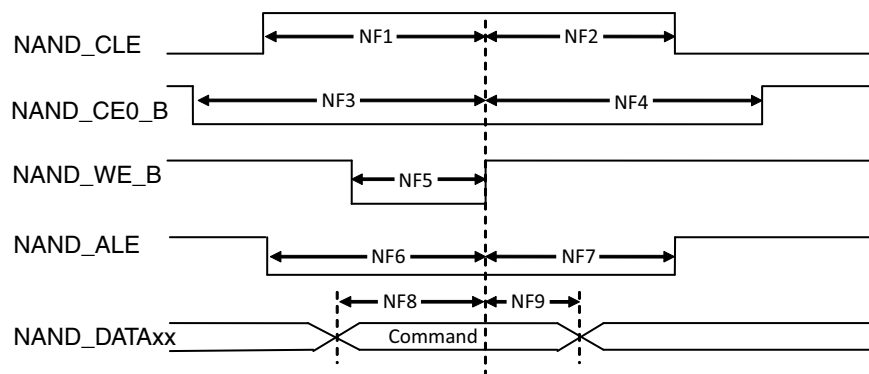 NAND_CLE NF1 NF2
NAND_CE0_B NF3 NF4
NAND_WE_B NF5
NAND_ALE NF6 NF7
NF8 NF9
NAND_DATAxx Command